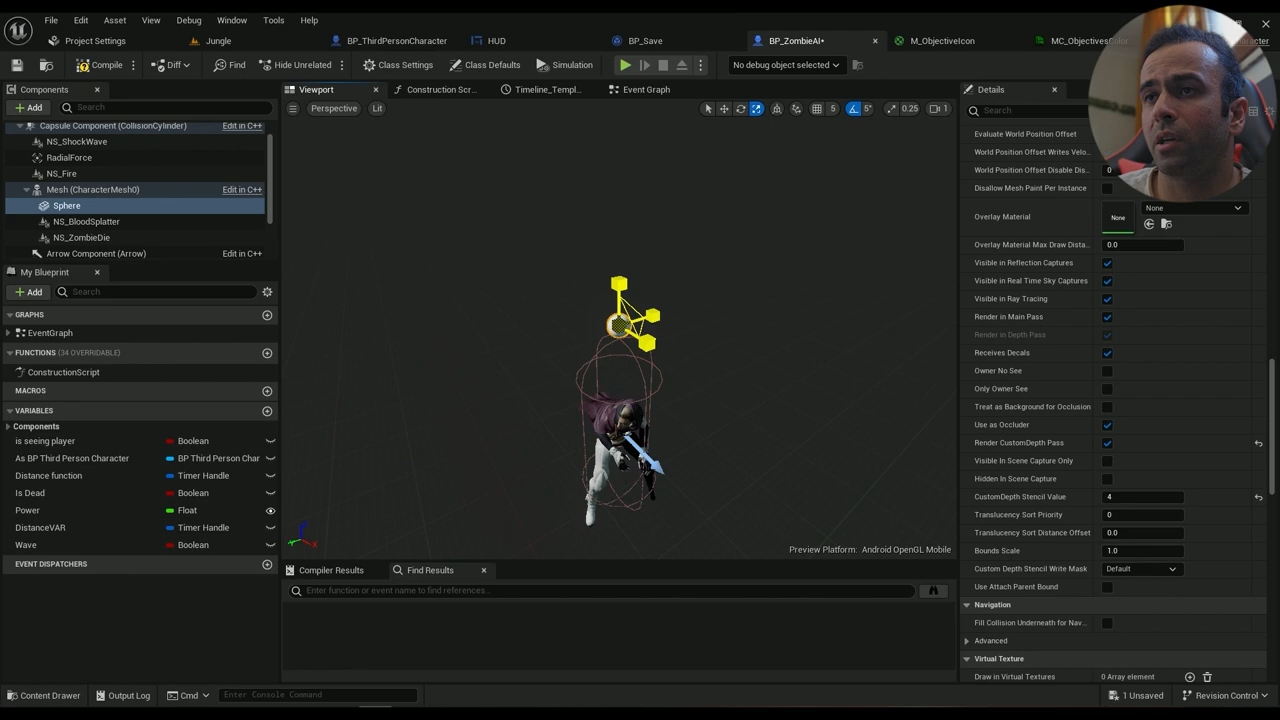 File Edit Asset View Window Debug Tools Help
Project Settings Jungle BP_ThirdPersonCharacter HUD BP_Save BP_ZombieAI• M_ObjectiveIcon MC_ObjectivesColor
Compile Diff Find Hide Unrelated Class Settings Class Defaults Simulation No debug object selected
Components Viewport Construction Scr... Timeline_Templ... Event Graph Details
Add Search Perspective Lit 5 5° 0.25 1 Search
Capsule Component (CollisionCylinder) Edit in C++
NS_ShockWave
RadialForce
NS_Fire
Mesh (CharacterMesh0) Edit in C++
Sphere
NS_BloodSplatter
NS_ZombieDie
Arrow Component (Arrow) Edit in C++
My Blueprint
Add Search
GRAPHS
EventGraph
FUNCTIONS (34 OVERRIDABLE)
ConstructionScript
MACROS
VARIABLES
Components
is seeing player Boolean
As BP Third Person Character BP Third Person Char
Distance function Timer Handle
Is Dead Boolean
Power Float
DistanceVAR Timer Handle
Wave Boolean
EVENT DISPATCHERS
Preview Platform: Android OpenGL Mobile
Compiler Results Find Results
Enter function or event name to find references...
Evaluate World Position Offset
World Position Offset Writes Velo...
World Position Offset Disable Dis... 0
Disallow Mesh Paint Per Instance
Overlay Material None None
Overlay Material Max Draw Dista... 0.0
Visible in Reflection Captures
Visible in Real Time Sky Captures
Visible in Ray Tracing
Render in Main Pass
Render in Depth Pass
Receives Decals
Owner No See
Only Owner See
Treat as Background for Occlusion
Use as Occluder
Render CustomDepth Pass
Visible In Scene Capture Only
Hidden In Scene Capture
CustomDepth Stencil Value 4
Translucency Sort Priority 0
Translucency Sort Distance Offset 0.0
Bounds Scale 1.0
Custom Depth Stencil Write Mask Default
Use Attach Parent Bound
Navigation
Fill Collision Underneath for Nav...
Advanced
Virtual Texture
Draw in Virtual Textures 0 Array element
Content Drawer Output Log Cmd Enter Console Command 1 Unsaved Revision Control